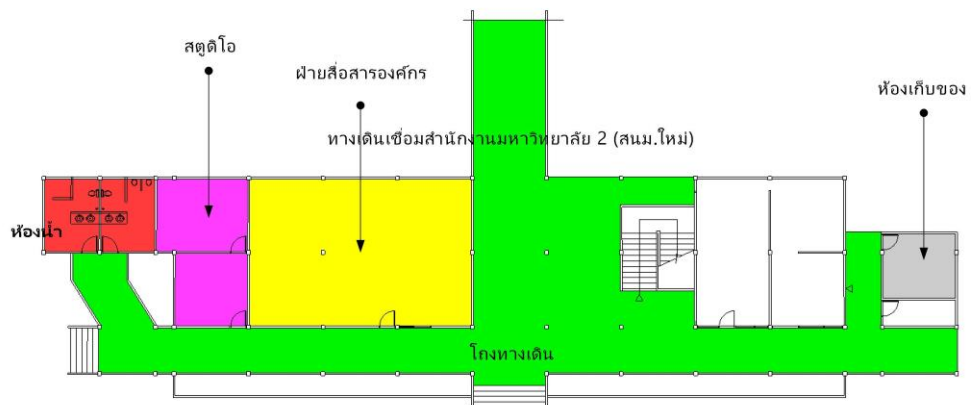 สตูดิโอ
ฝ่ายสื่อสารองค์กร
ห้องเก็บของ
ทางเดินเชื่อมสำนักงานมหาวิทยาลัย 2 (สนม.ใหม่)
ห้องน้ำ
โถงทางเดิน